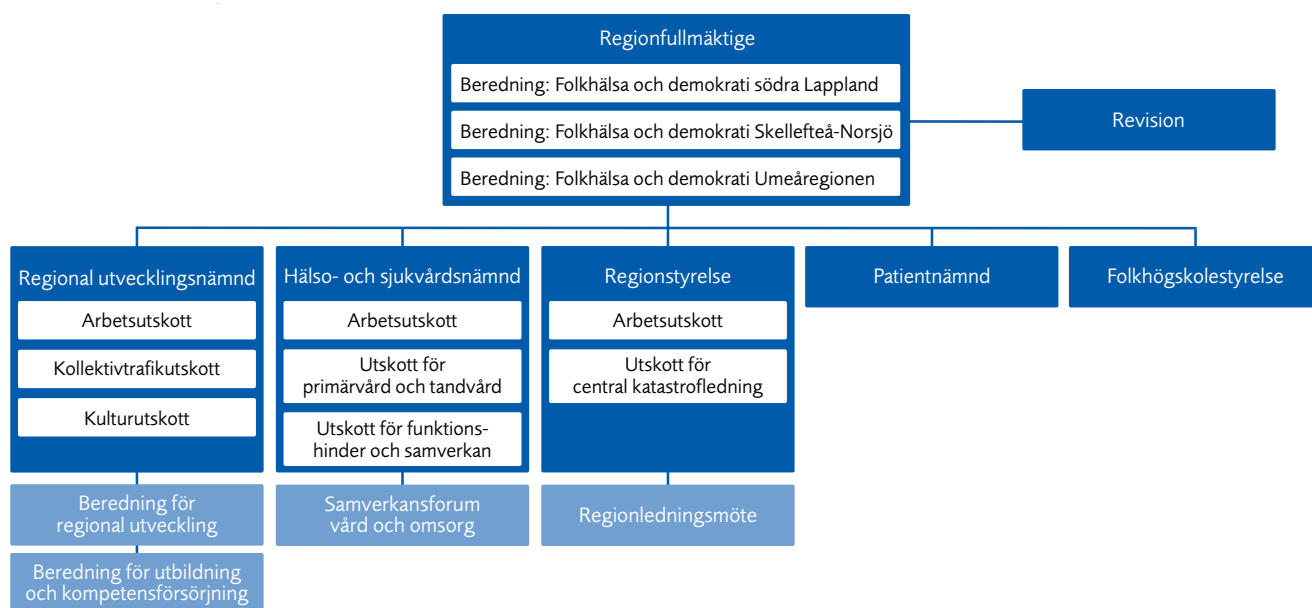 Regionfullmäktige
Beredning: Folkhälsa och demokrati södra Lappland
Beredning: Folkhälsa och demokrati Skellefteå-Norsjö
Beredning: Folkhälsa och demokrati Umeåregionen
Revision
Regional utvecklingsnämnd
Arbetsutskott
Kollektivtrafikutskott
Kulturutskott
Beredning för
regional utveckling
Beredning för utbildning
och kompetensförsörjning
Hälso- och sjukvårdsnämnd
Arbetsutskott
Utskott för
primärvård och tandvård
Utskott för funktions-
hinder och samverkan
Samverkansforum
vård och omsorg
Regionstyrelse
Arbetsutskott
Utskott för
central katastrofledning
Regionledningsmöte
Patientnämnd
Folkhögskolestyrelse